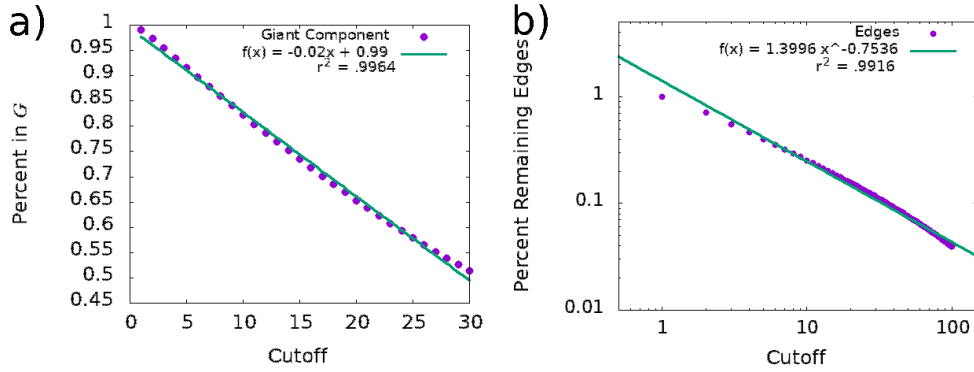 a)
Giant Component
f(x) = -0.02x + 0.99
r² = .9964
1
0.95
0.9
0.85
0.8
0.75
0.7
0.65
0.6
0.55
0.5
0.45
Percent in G
0 5 10 15 20 25 30
Cutoff
b)
Edges
f(x) = 1.3996 x^-0.7536
r² = .9916
1
0.1
0.01
Percent Remaining Edges
1 10 100
Cutoff